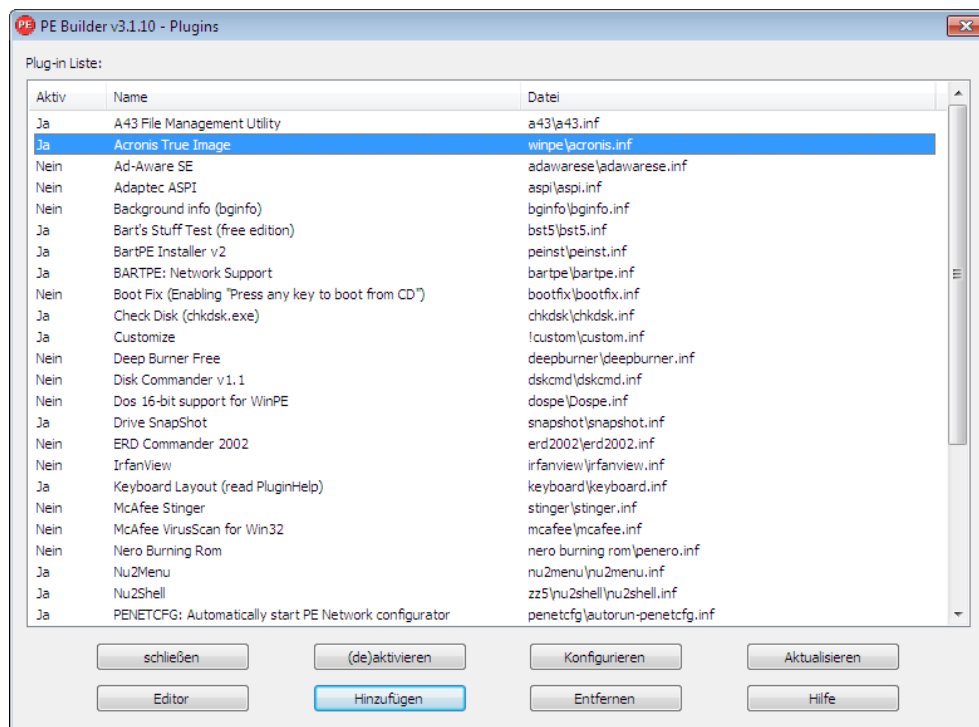 PE PE Builder v3.1.10 - Plugins
Plug-in Liste:
Aktiv Name Datei
Ja A43 File Management Utility a43\a43.inf
Ja Acronis True Image winpe\acronis.inf
Nein Ad-Aware SE adawarese\adawarese.inf
Nein Adaptec ASPI aspi\aspi.inf
Nein Background info (bginfo) bginfo\bginfo.inf
Ja Bart's Stuff Test (free edition) bst5\bst5.inf
Ja BartPE Installer v2 peinst\peinst.inf
Ja BARTPE: Network Support bartpe\bartpe.inf
Nein Boot Fix (Enabling "Press any key to boot from CD") bootfix\bootfix.inf
Ja Check Disk (chkdsk.exe) chkdsk\chkdsk.inf
Ja Customize !custom\custom.inf
Nein Deep Burner Free deepburner\deepburner.inf
Nein Disk Commander v1.1 dskcmd\dskcmd.inf
Nein Dos 16-bit support for WinPE dospe\Dospe.inf
Ja Drive SnapShot snapshot\snapshot.inf
Nein ERD Commander 2002 erd2002\erd2002.inf
Nein IrfanView irfanview\irfanview.inf
Ja Keyboard Layout (read PluginHelp) keyboard\keyboard.inf
Nein McAfee Stinger stinger\stinger.inf
Nein McAfee VirusScan for Win32 mcafee\mcafee.inf
Nein Nero Burning Rom nero burning rom\penero.inf
Ja Nu2Menu nu2menu\nu2menu.inf
Ja Nu2Shell zz5\nu2shell\nu2shell.inf
Ja PENETCFG: Automatically start PE Network configurator penetcfg\autorun-penetcfg.inf
schließen (de)aktivieren Konfigurieren Aktualisieren
Editor Hinzufügen Entfernen Hilfe